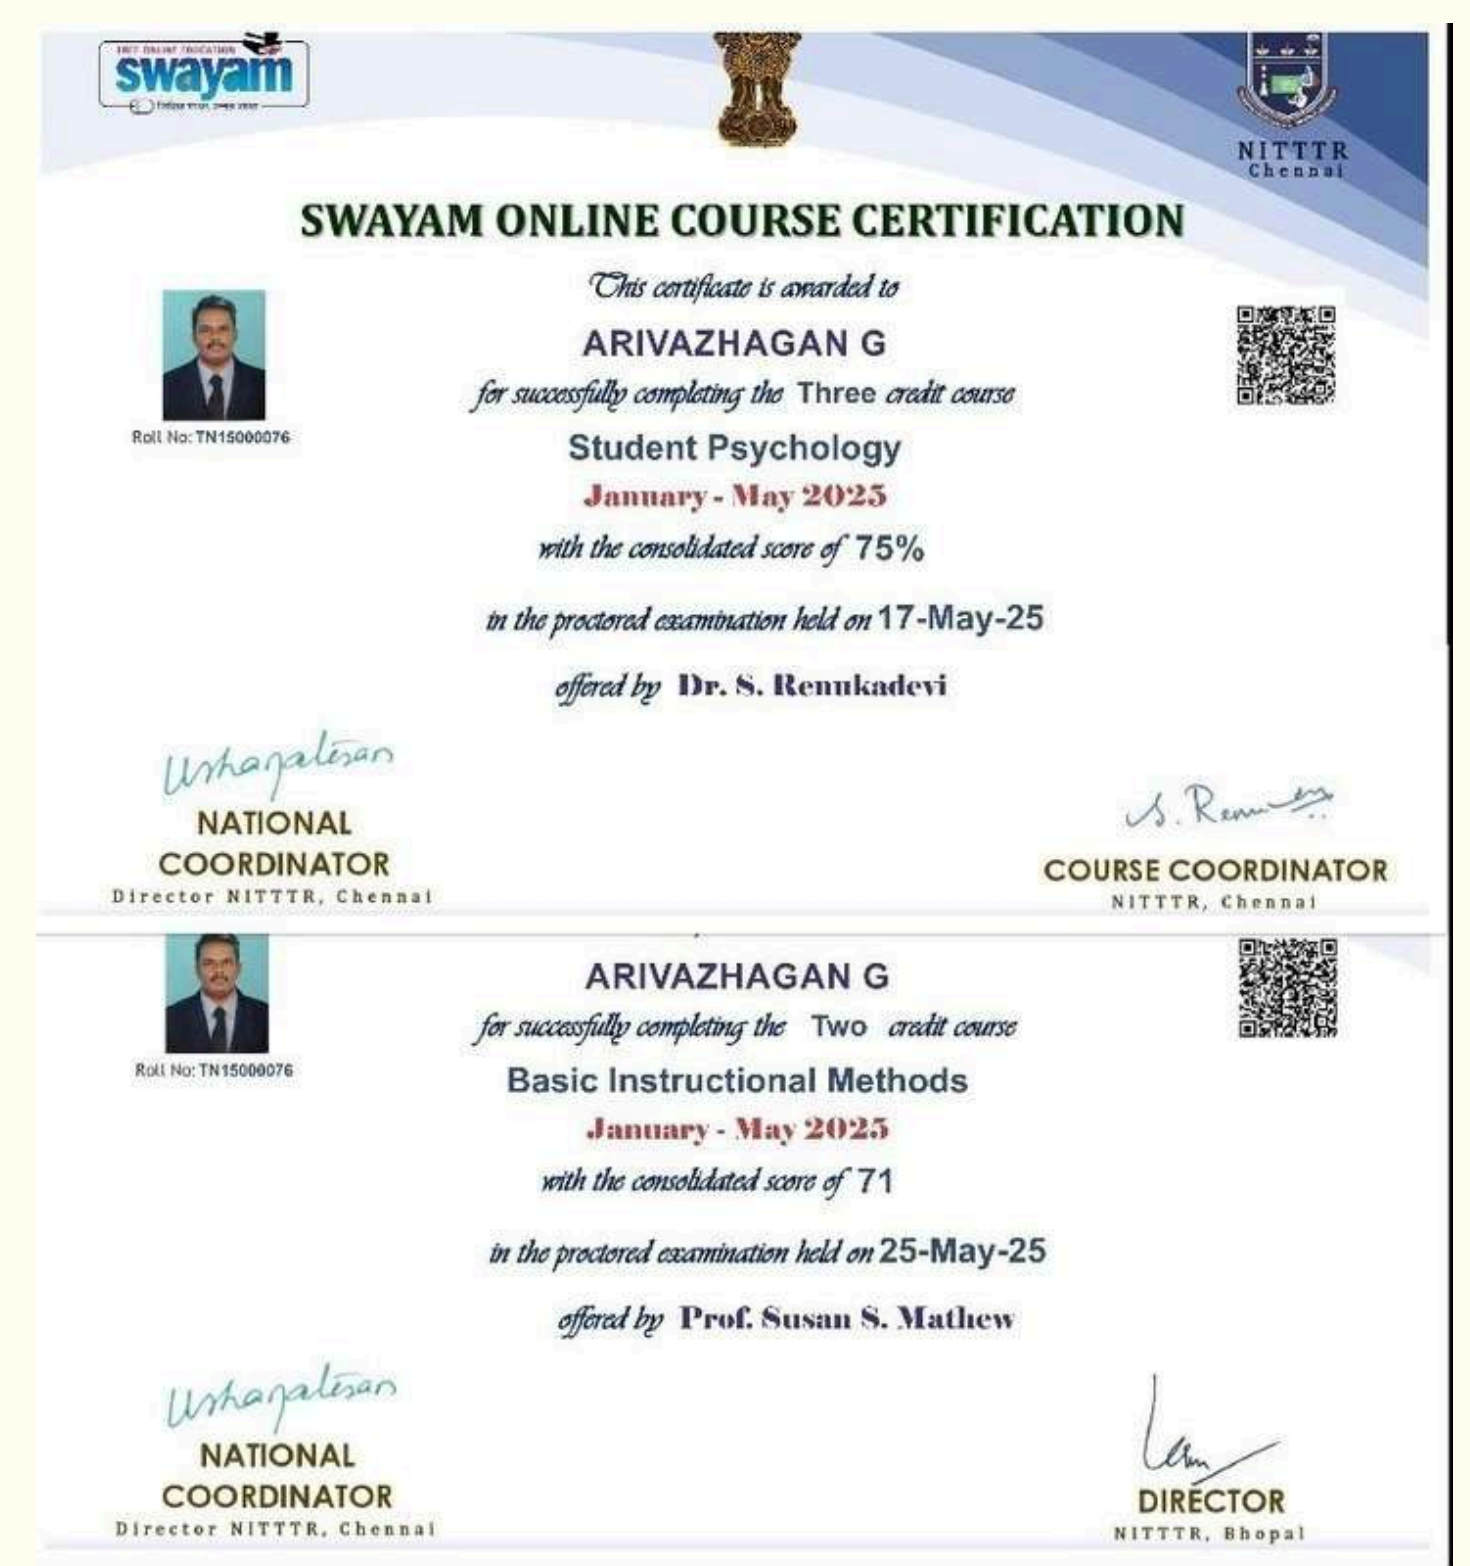 FREE ONLINE EDUCATION
swayam
SWAYAM ONLINE COURSE CERTIFICATION
NITTTR
Chennai
This certificate is awarded to
ARIVAZHAGAN G
for successfully completing the Three credit course
Roll No: TN15000076
Student Psychology
January - May 2025
with the consolidated score of 75%
in the proctored examination held on 17-May-25
offered by Dr. S. Renukadevi
NATIONAL
COORDINATOR
Director NITTTR, Chennai
S. Renu
COURSE COORDINATOR
NITTTR, Chennai
ARIVAZHAGAN G
for successfully completing the Two credit course
Roll No: TN15000076
Basic Instructional Methods
January - May 2025
with the consolidated score of 71
in the proctored examination held on 25-May-25
offered by Prof. Susan S. Mathew
NATIONAL
COORDINATOR
Director NITTTR, Chennai
DIRECTOR
NITTTR, Bhopal